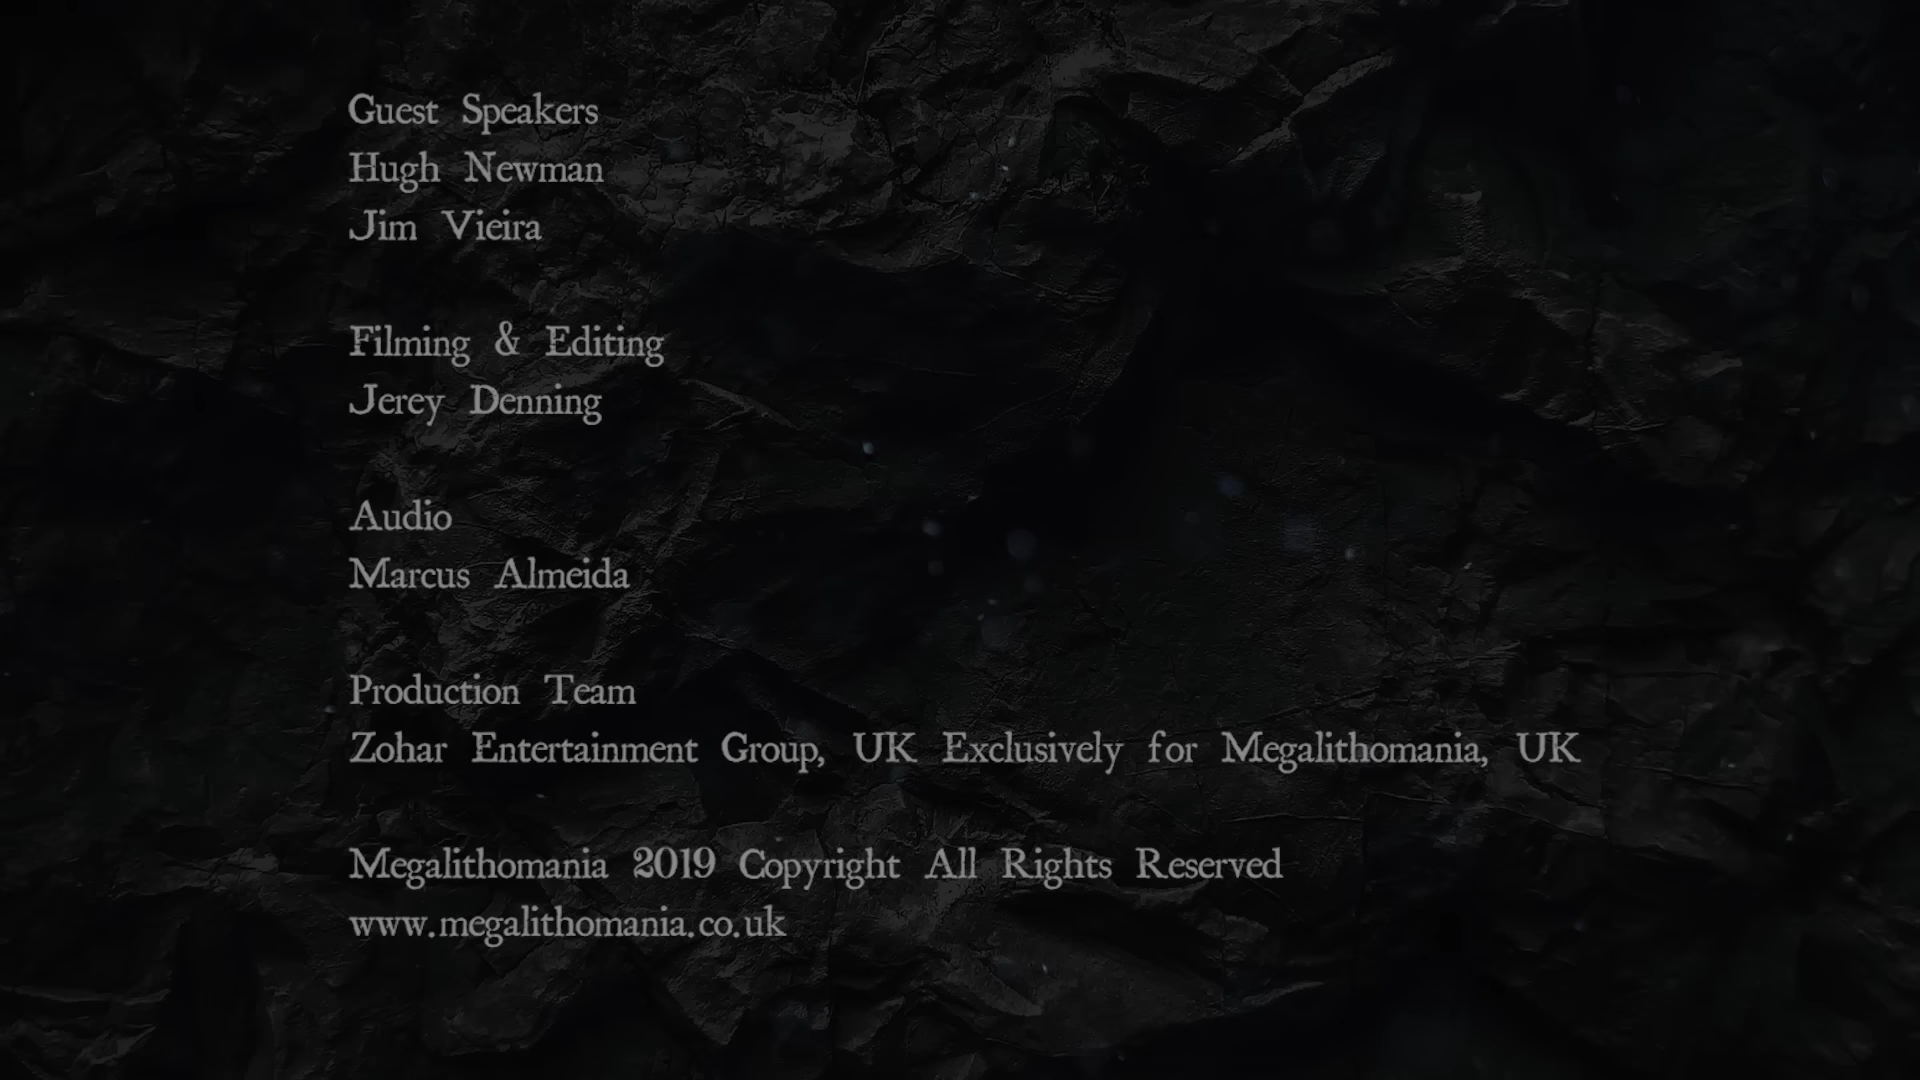 Guest Speakers
Hugh Newman
Jim Vieira
Filming & Editing
Jerey Denning
Audio
Marcus Almeida
Production Team
Zohar Entertainment Group, UK Exclusively for Megalithomania, UK
Megalithomania 2019 Copyright All Rights Reserved
www.megalithomania.co.uk